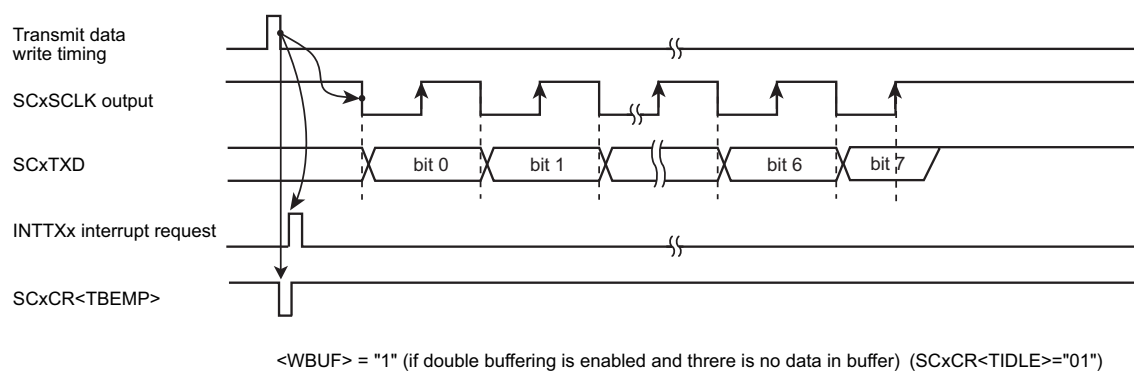 Transmit data
write timing
SCxSCLK output
SCxTXD
bit 0 bit 1 bit 6 bit 7
INTTXx interrupt request
SCxCR<TBEMP>
<WBUF> = "1" (if double buffering is enabled and threre is no data in buffer) (SCxCR<TIDLE>="01")